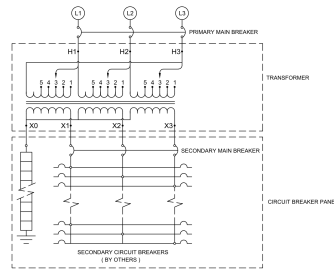 L1 L2 L3
PRIMARY MAIN BREAKER
H1 H2 H3
5 4 3 2 1 5 4 3 2 1 5 4 3 2 1
TRANSFORMER
X0 X1 X2 X3
SECONDARY MAIN BREAKER
CIRCUIT BREAKER PANE
SECONDARY CIRCUIT BREAKERS
( BY OTHERS )